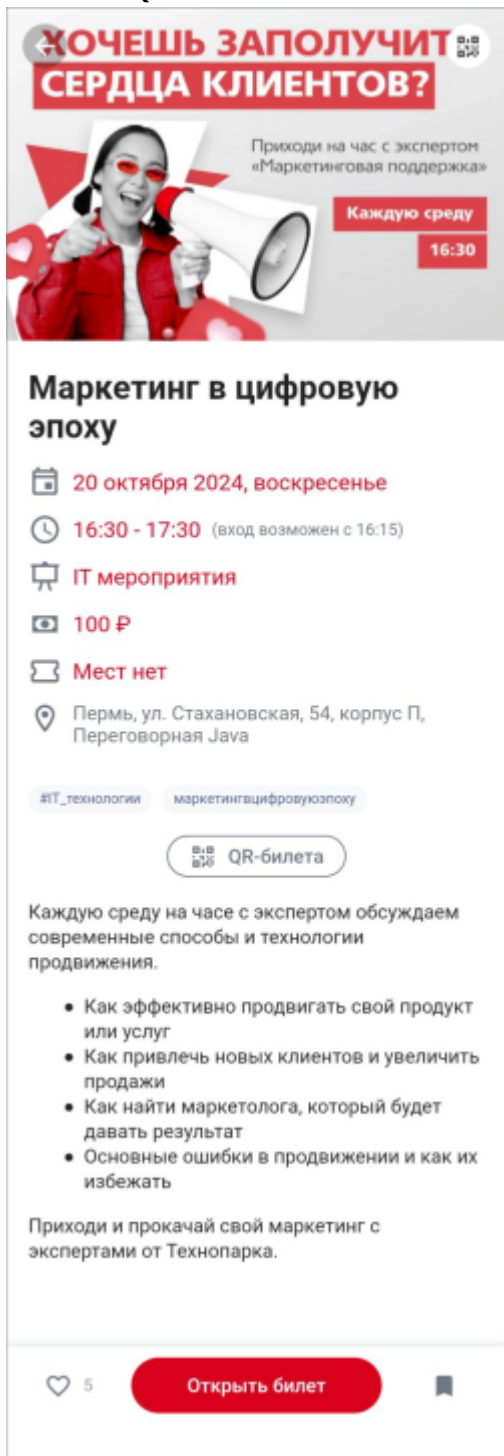 ХОЧЕШЬ ЗАПОЛУЧИТ
СЕРДЦА КЛИЕНТОВ?
Приходи на час с экспертом
«Маркетинговая поддержка»
Каждую среду
16:30
Маркетинг в цифровую
эпоху
20 октября 2024, воскресенье
16:30 - 17:30 (вход возможен с 16:15)
IT мероприятия
100 ₽
Мест нет
Пермь, ул. Стахановская, 54, корпус П,
Переговорная Java
#IT_технологии маркетингвцифровуюэпоху
QR-билета
Каждую среду на часе с экспертом обсуждаем
современные способы и технологии
продвижения.
• Как эффективно продвигать свой продукт
или услуг
• Как привлечь новых клиентов и увеличить
продажи
• Как найти маркетолога, который будет
давать результат
• Основные ошибки в продвижении и как их
избежать
Приходи и прокачай свой маркетинг с
экспертами от Технопарка.
5 Открыть билет